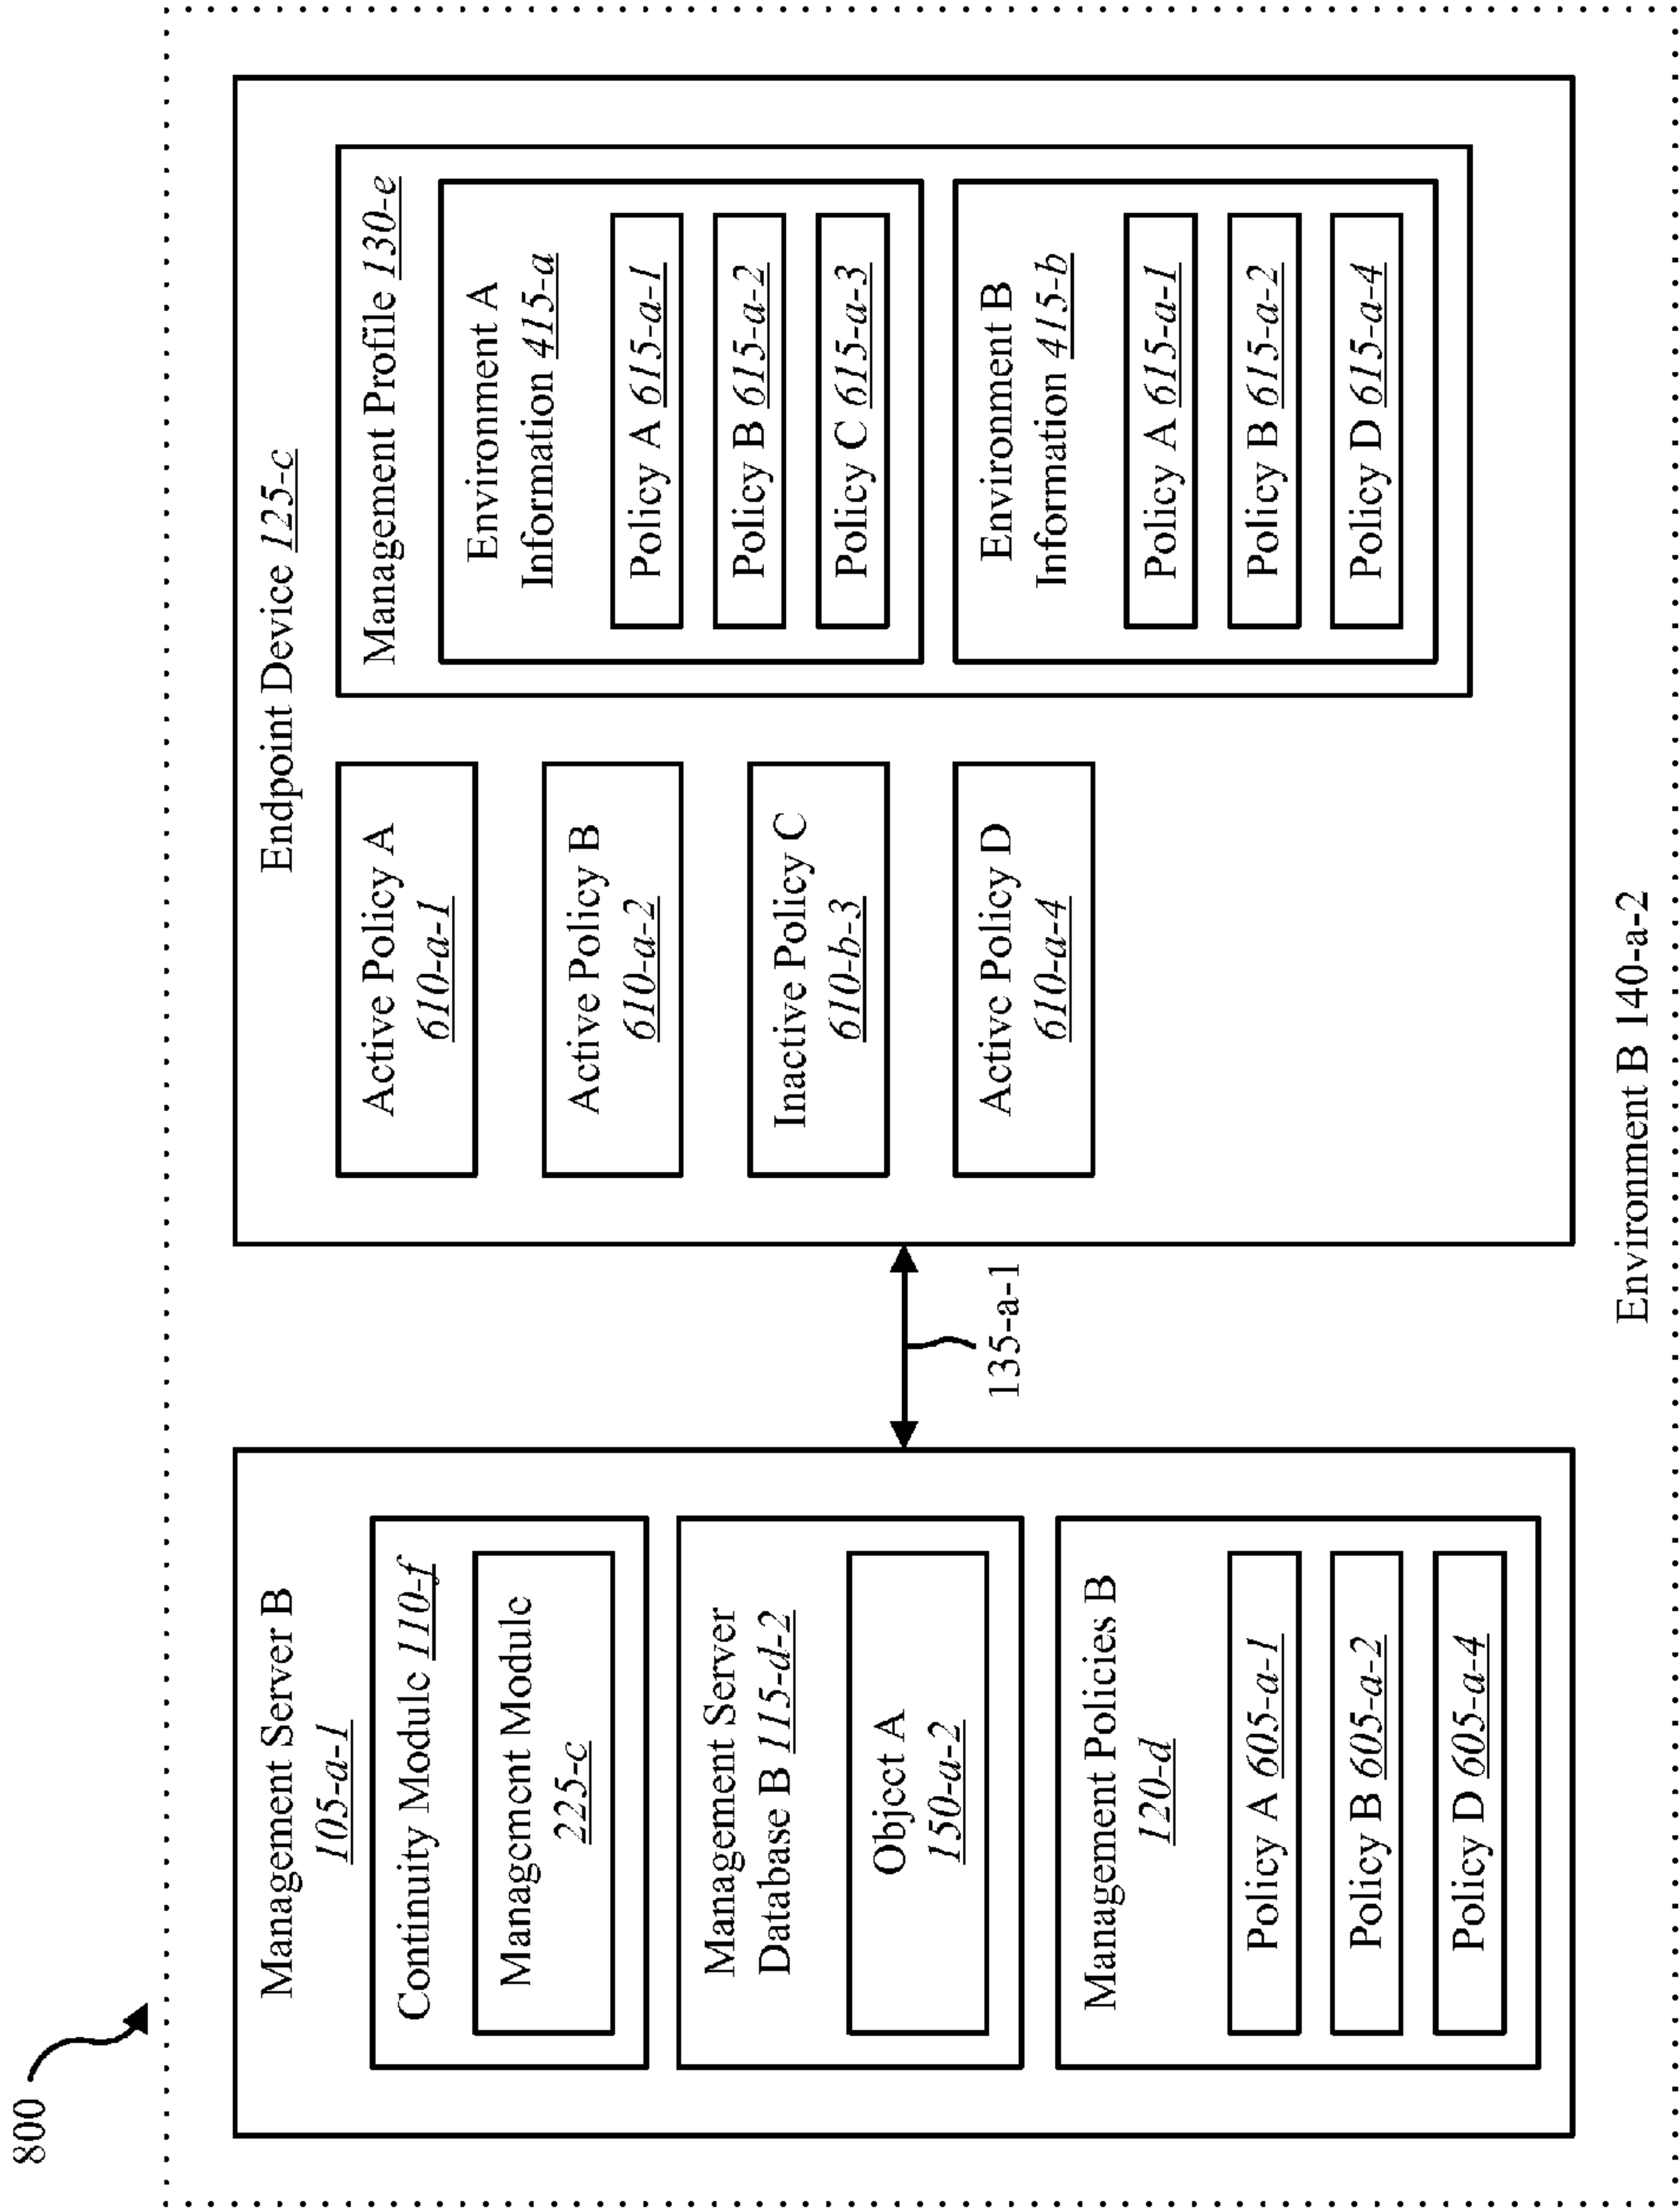 800
Management Server B
105-a-1
Continuity Module 110-f
Management Module
225-c
Management Server
Database B 115-d-2
Object A
150-a-2
Management Policies B
120-d
Policy A 605-a-1
Policy B 605-a-2
Policy D 605-a-4
135-a-1
Endpoint Device 125-c
Active Policy A
610-a-1
Active Policy B
610-a-2
Inactive Policy C
610-b-3
Active Policy D
610-a-4
Management Profile 130-e
Environment A
Information 415-a
Policy A 615-a-1
Policy B 615-a-2
Policy C 615-a-3
Environment B
Information 415-b
Policy A 615-a-1
Policy B 615-a-2
Policy D 615-a-4
Environment B 140-a-2